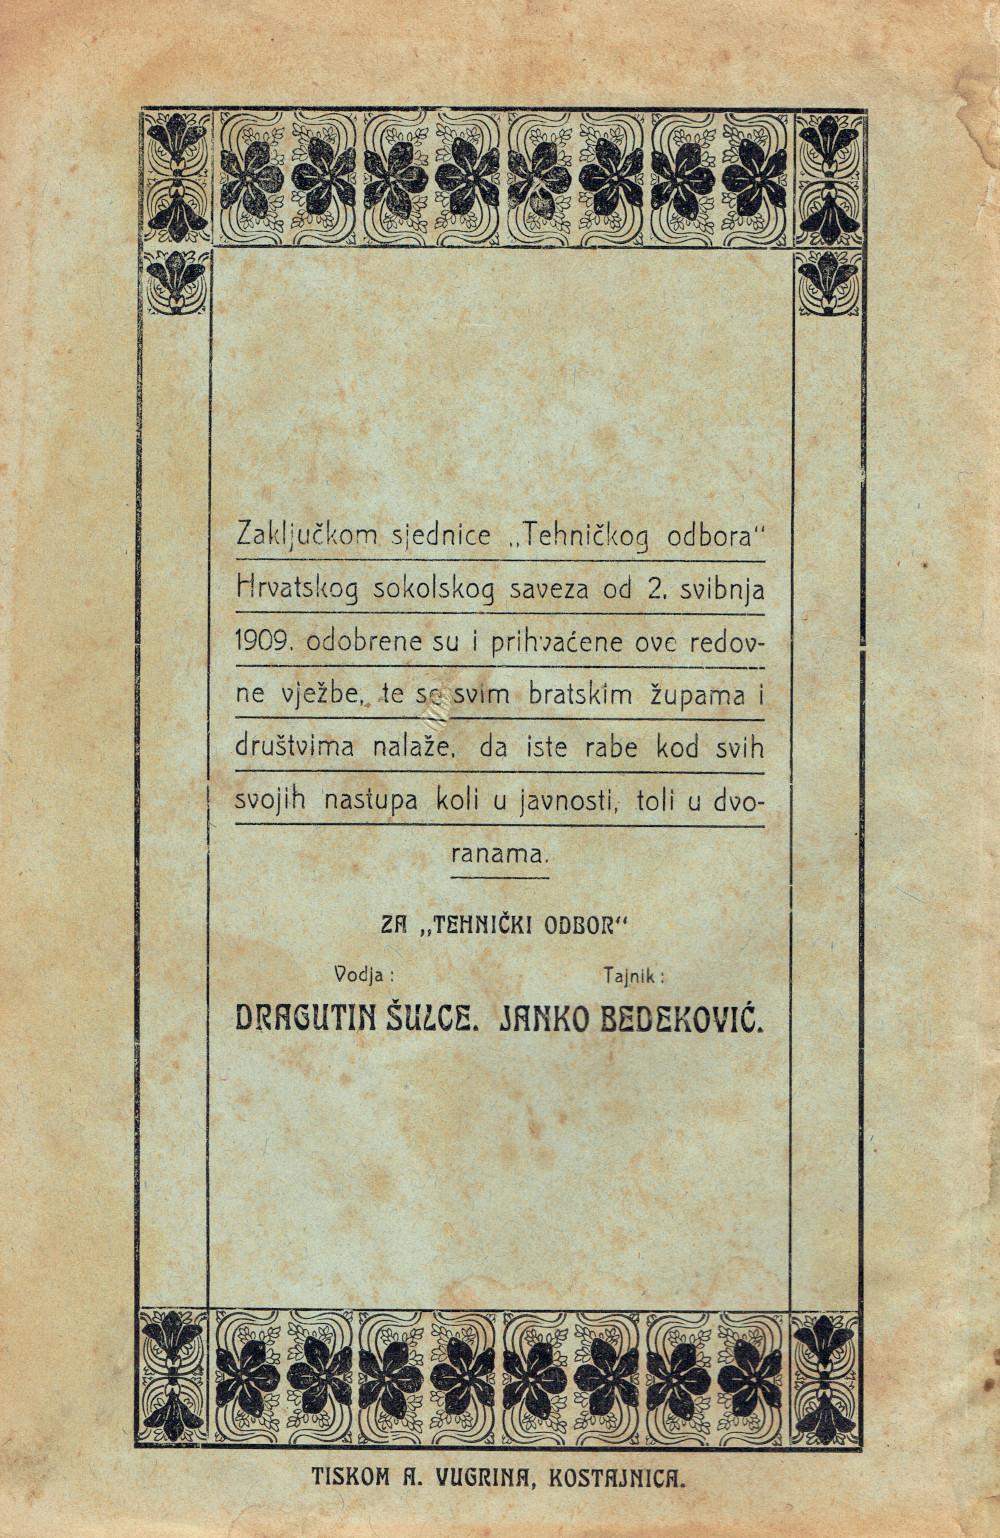 Zaključkom sjednice „Tehničkog odbora“
Hrvatskog sokolskog saveza od 2. svibnja
1909. odobrene su i prihvaćene ove redov-
ne vježbe, te se svim bratskim župama i
društvima nalaže, da iste rabe kod svih
svojih nastupa koli u javnosti, toli u dvo-
ranama.
ZA „TEHNIČKI ODBOR“
Vodja : Tajnik :
DRAGUTIN ŠULCE. JANKO BEDEKOVIĆ.
TISKOM A. VUGRINA, KOSTAJNICA.